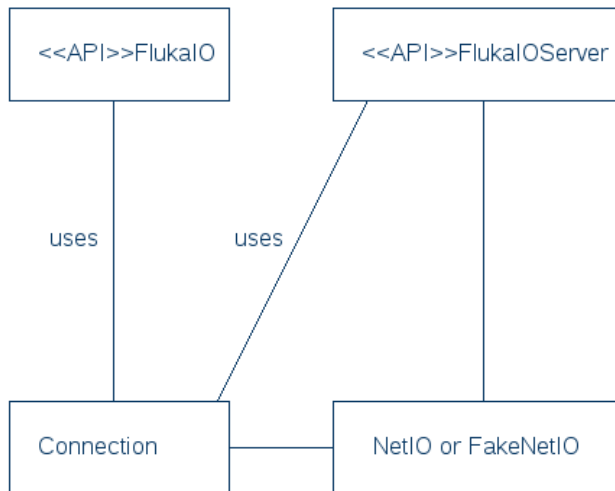 <<API>>FlukaIO
<<API>>FlukaIOServer
uses
uses
Connection
NetIO or FakeNetIO